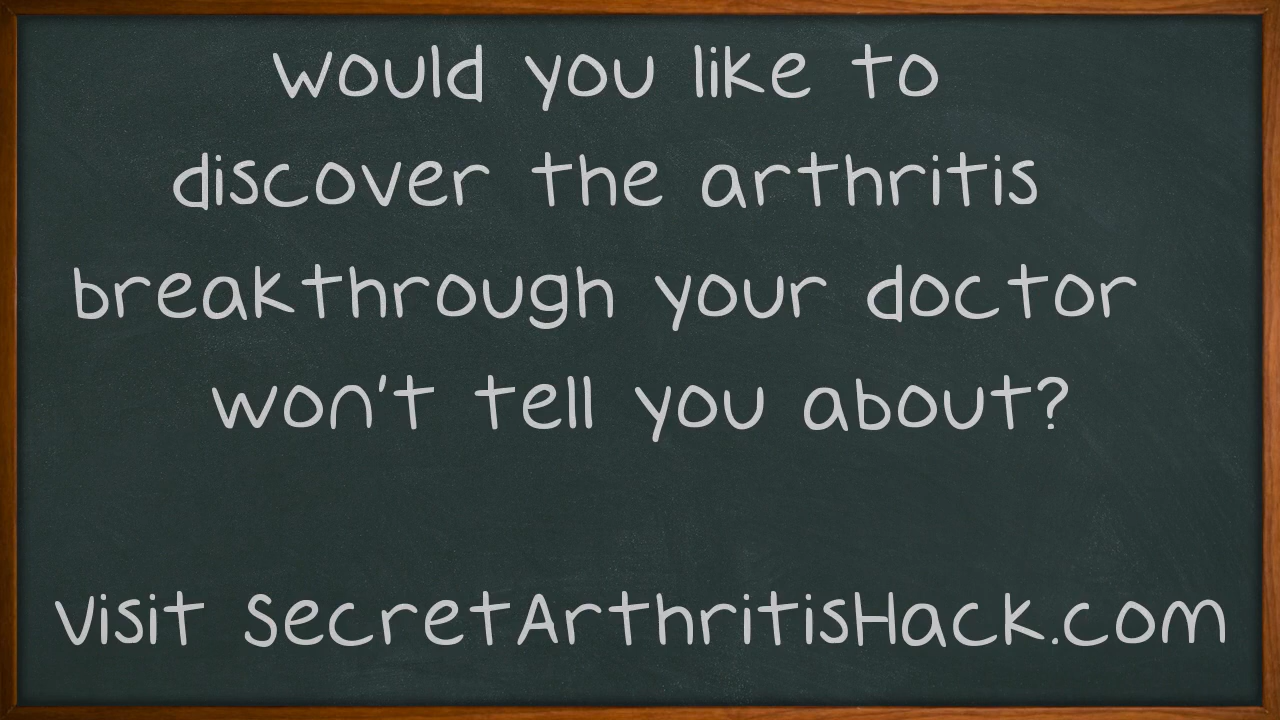 Would you like to
discover the arthritis
breakthrough your doctor
won't tell you about?
Visit SecretArthritisHack.com